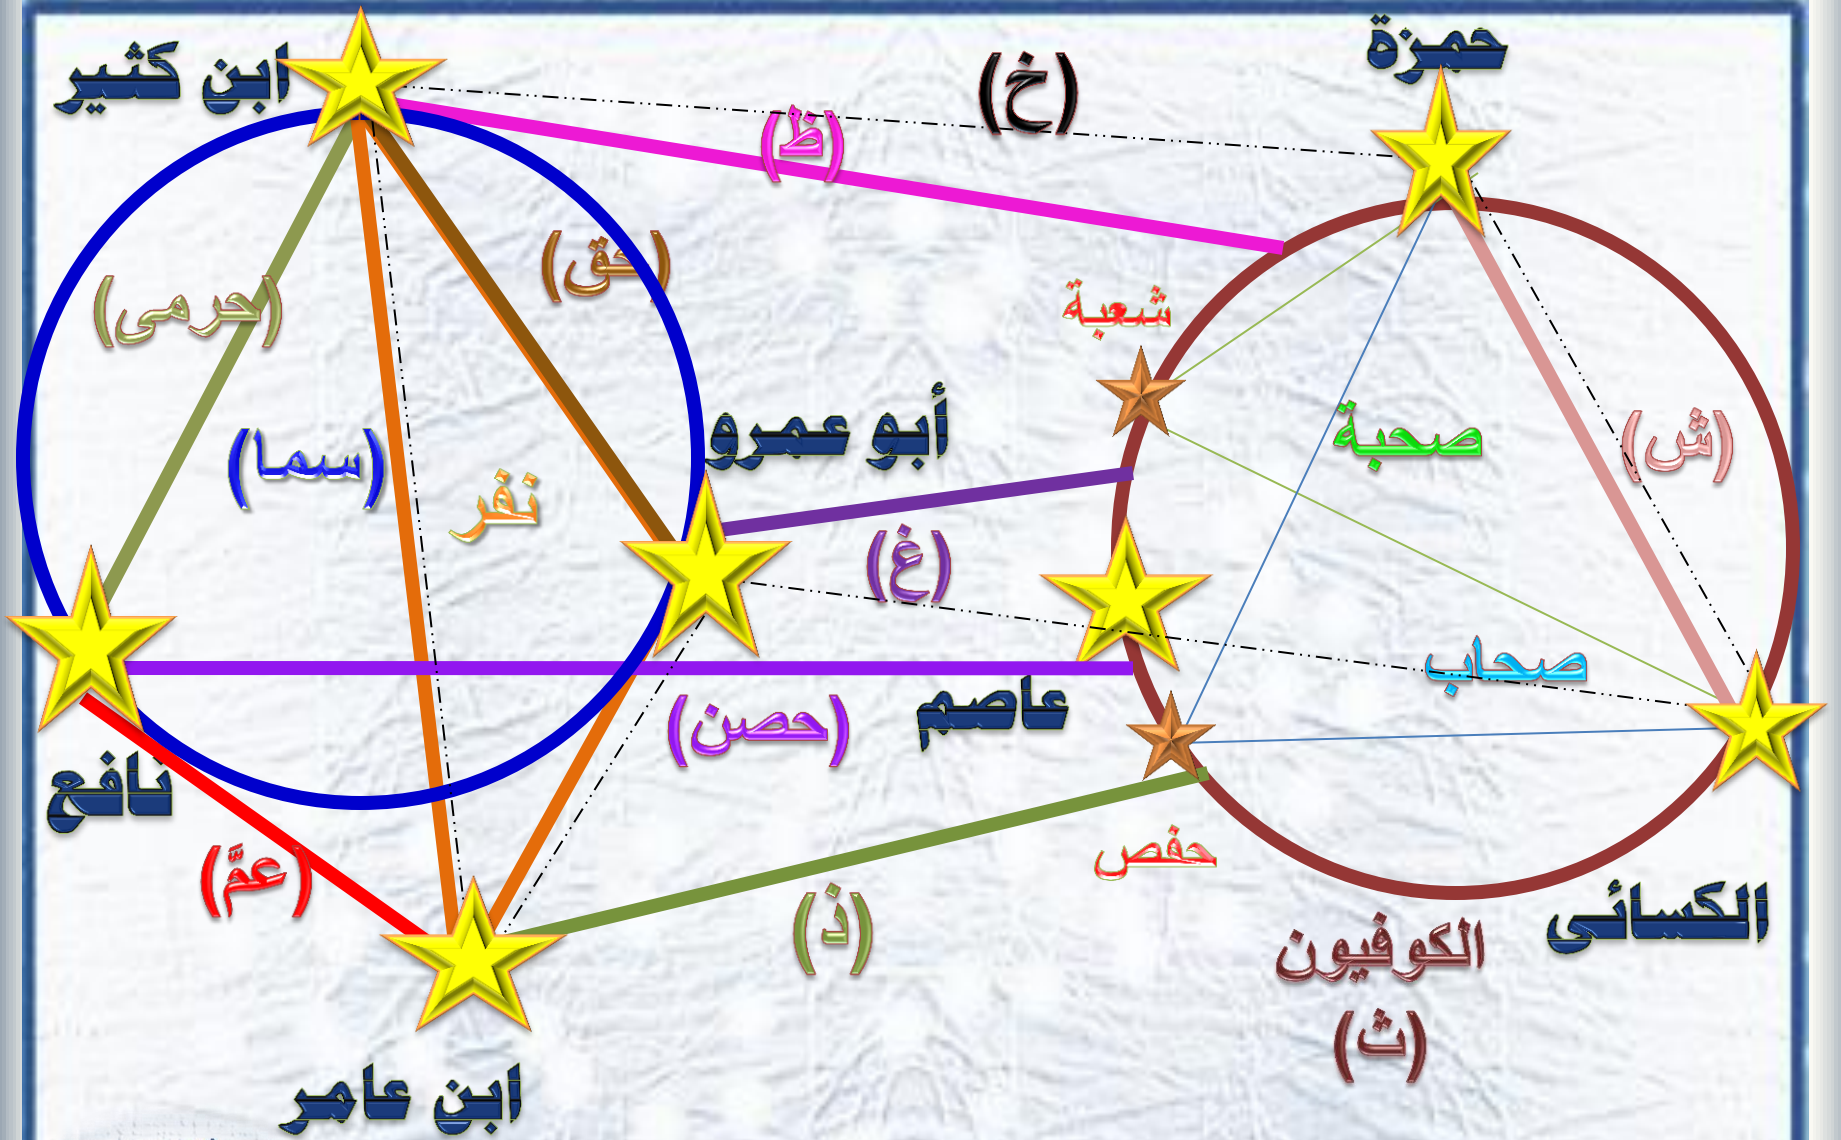 حمزة
ابن كثير
(خ)
(ظ)
(حق)
شعبة
(حرمى)
أبو عمرو
صحبة
(ش)
(سما)
نفر
(غ)
صحاب
عاصم
(حصن)
نافع
حفص
(عمَّ)
(ذ)
الكسائى
الكوفيون
(ث)
ابن عامر